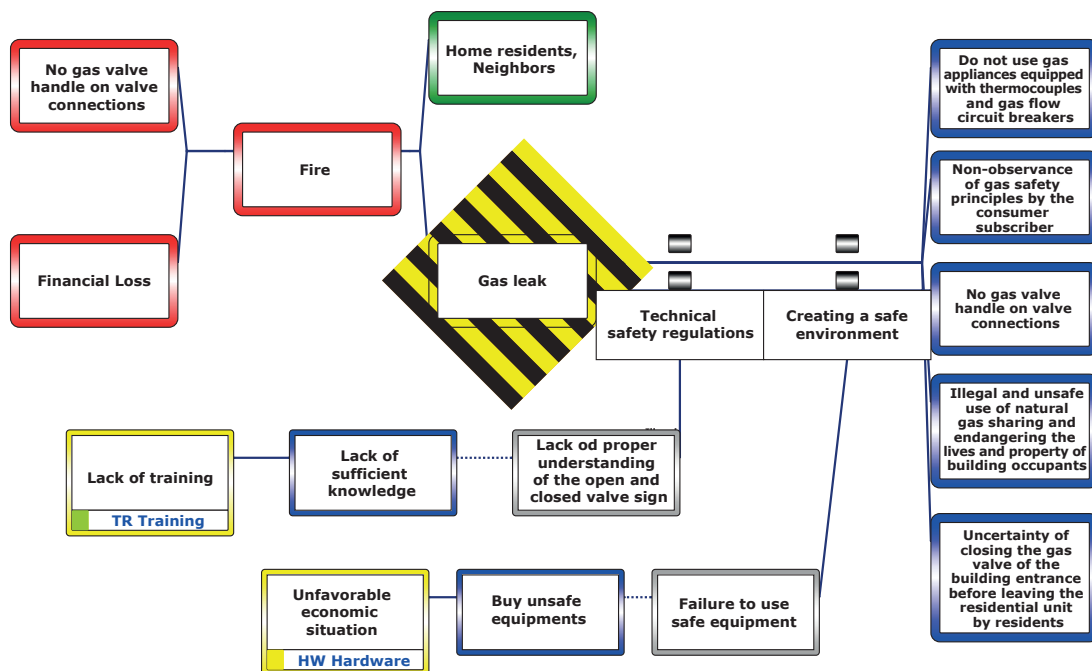 No gas valve
handle on valve
connections
Home residents,
Neighbors
Do not use gas
appliances equipped
with thermocouples
and gas flow
circuit breakers
Fire
Non-observance
of gas safety
principles by the
consumer
subscriber
Financial Loss
Gas leak
Technical
safety regulations
Creating a safe
environment
No gas valve
handle on valve
connections
Illegal and unsafe
use of natural
gas sharing and
endangering the
lives and property of
building occupants
Lack of training
TR Training
Lack of
sufficient
knowledge
Lack od proper
understanding
of the open and
closed valve sign
Uncertainty of
closing the gas
valve of the
building entrance
before leaving the
residential unit
by residents
Unfavorable
economic
situation
HW Hardware
Buy unsafe
equipments
Failure to use
safe equipment